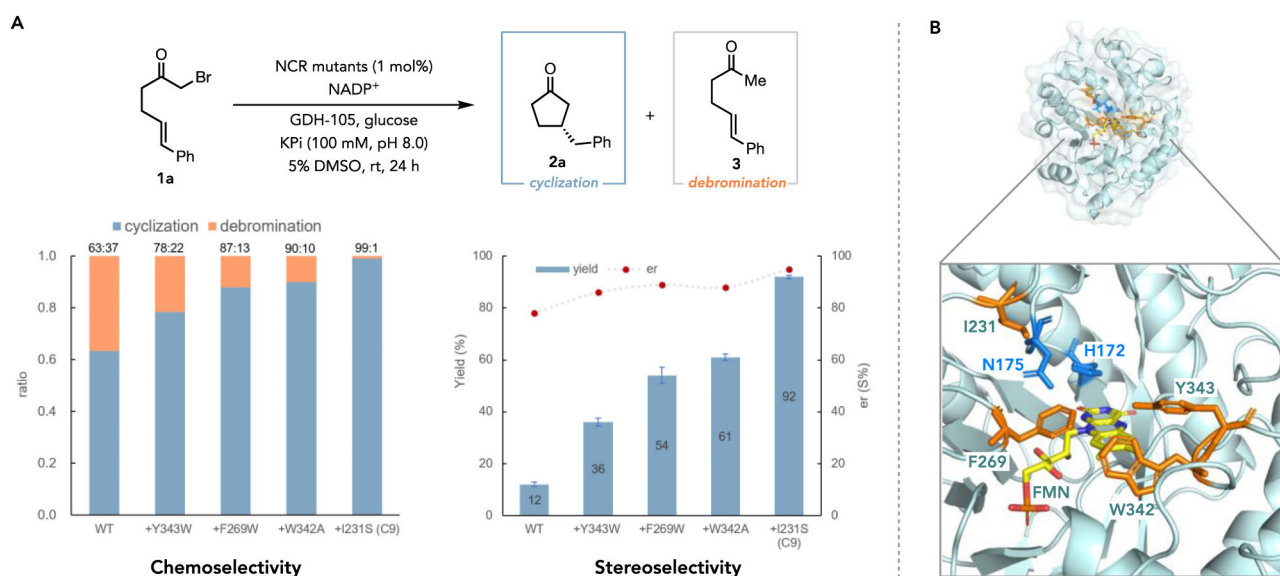 A
O
Br
Ph
1a
NCR mutants (1 mol%)
NADP⁺
GDH-105, glucose
KPi (100 mM, pH 8.0)
5% DMSO, rt, 24 h
O
Ph
2a
cyclization
+
O
Me
Ph
3
debromination
cyclization debromination
63:37 78:22 87:13 90:10 99:1
1.0
0.8
0.6
0.4
0.2
0.0
ratio
WT +Y343W +F269W +W342A +I231S (C9)
Chemoselectivity
yield er
100
80
60
40
20
0
Yield (%)
12 36 54 61 92
100
80
60
40
20
0
er (S%)
WT +Y343W +F269W +W342A +I231S
(C9)
Stereoselectivity
B
I231
N175
H172
Y343
F269
FMN
W342